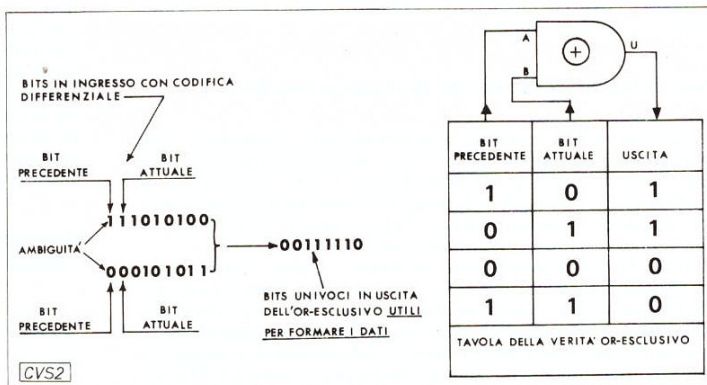 BITS IN INGRESSO CON CODIFICA
DIFFERENZIALE
BIT
PRECEDENTE
BIT
ATTUALE
111010100
AMBIGUITÀ
000101011
BIT
PRECEDENTE
BIT
ATTUALE
00111110
BITS UNIVOCI IN USCITA
DELL'OR-ESCLUSIVO UTILI
PER FORMARE I DATI
CVS2
A
B
+
U
BIT
PRECEDENTE
BIT
ATTUALE
USCITA
1 0 1
0 1 1
0 0 0
1 1 0
TAVOLA DELLA VERITA' OR-ESCLUSIVO